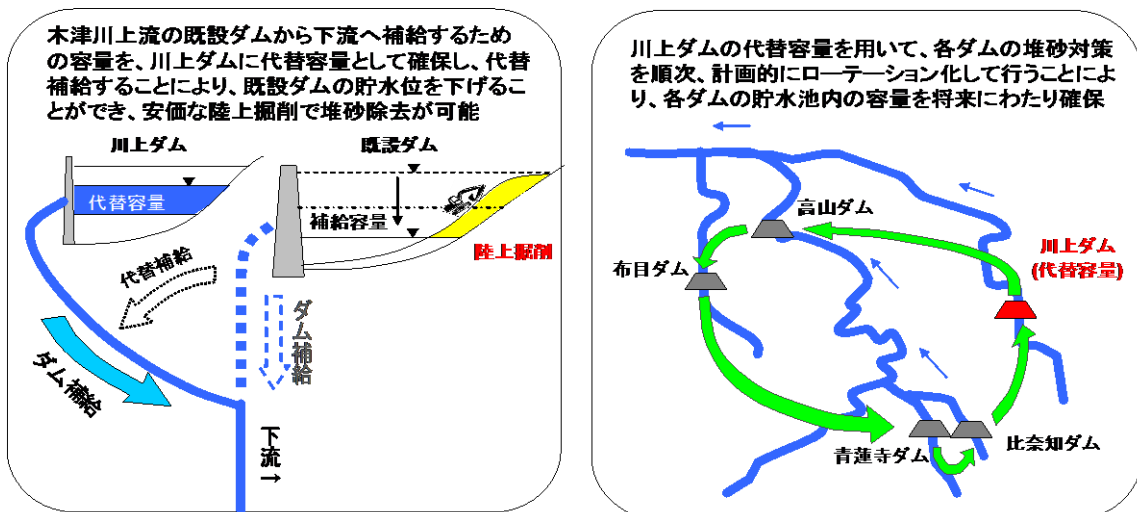 木津川上流の既設ダムから下流へ補給するため
の容量を、川上ダムに代替容量として確保し、代替
補給することにより、既設ダムの貯水位を下げるこ
とができ、安価な陸上掘削で堆砂除去が可能
川上ダム
既設ダム
代替容量
補給容量
陸上掘削
代替補給
ダム補給
ダム補給
下流→
川上ダムの代替容量を用いて、各ダムの堆砂対策
を順次、計画的にローテーション化して行うことによ
り、各ダムの貯水池内の容量を将来にわたり確保
高山ダム
布目ダム
川上ダム
(代替容量)
青蓮寺ダム
比奈知ダム